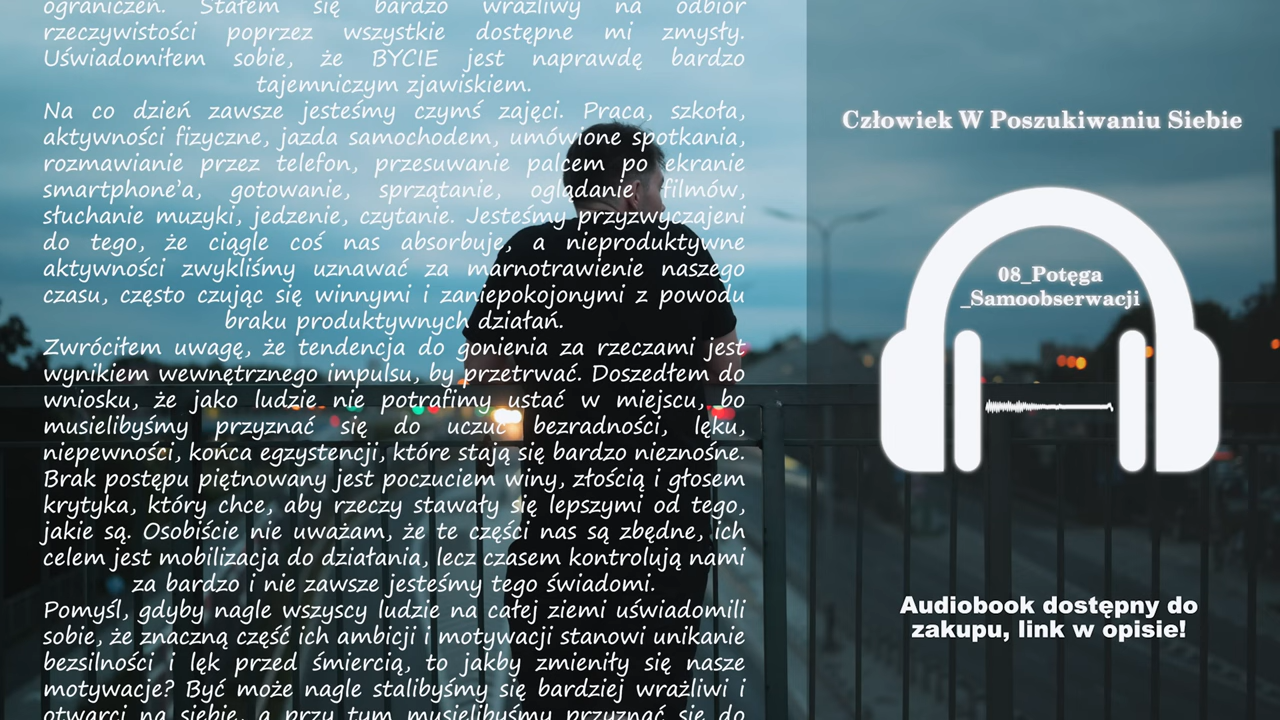 ograniczeń. Stałem się bardzo wrażliwy na odbiór
rzeczywistości poprzez wszystkie dostępne mi zmysły.
Uświadomiłem sobie, że BYCIE jest naprawdę bardzo
tajemniczym zjawiskiem.
Na co dzień zawsze jesteśmy czymś zajęci. Praca, szkoła,
aktywności fizyczne, jazda samochodem, umówione spotkania,
rozmawianie przez telefon, przesuwanie palcem po ekranie
smartphone’a, gotowanie, sprzątanie, oglądanie filmów,
słuchanie muzyki, jedzenie, czytanie. Jesteśmy przyzwyczajeni
do tego, że ciągle coś nas absorbuje, a nieproduktywne
aktywności zwykliśmy uznawać za marnotrawienie naszego
czasu, często czując się winnymi i zaniepokojonymi z powodu
braku produktywnych działań.
Zwróciłem uwagę, że tendencja do gonienia za rzeczami jest
wynikiem wewnętrznego impulsu, by przetrwać. Doszedłem do
wniosku, że jako ludzie nie potrafimy ustać w miejscu, bo
musielibyśmy przyznać się do uczuć bezradności, lęku,
niepewności, końca egzystencji, które stają się bardzo nieznośne.
Brak postępu piętnowany jest poczuciem winy, złością i głosem
krytyka, który chce, aby rzeczy stawały się lepszymi od tego,
jakie są. Osobiście nie uważam, że te części nas są zbędne, ich
celem jest mobilizacja do działania, lecz czasem kontrolują nami
za bardzo i nie zawsze jesteśmy tego świadomi.
Pomyśl, gdyby nagle wszyscy ludzie na całej ziemi uświadomili
sobie, że znaczną część ich ambicji i motywacji stanowi unikanie
bezsilności i lęk przed śmiercią, to jakby zmieniły się nasze
motywacje? Być może nagle stalibyśmy się bardziej wrażliwi i
otwarci na siebie, a przy tym musielibyśmy przyznać się do
Człowiek W Poszukiwaniu Siebie
08_Potęga
_Samoobserwacji
Audiobook dostępny do
zakupu, link w opisie!